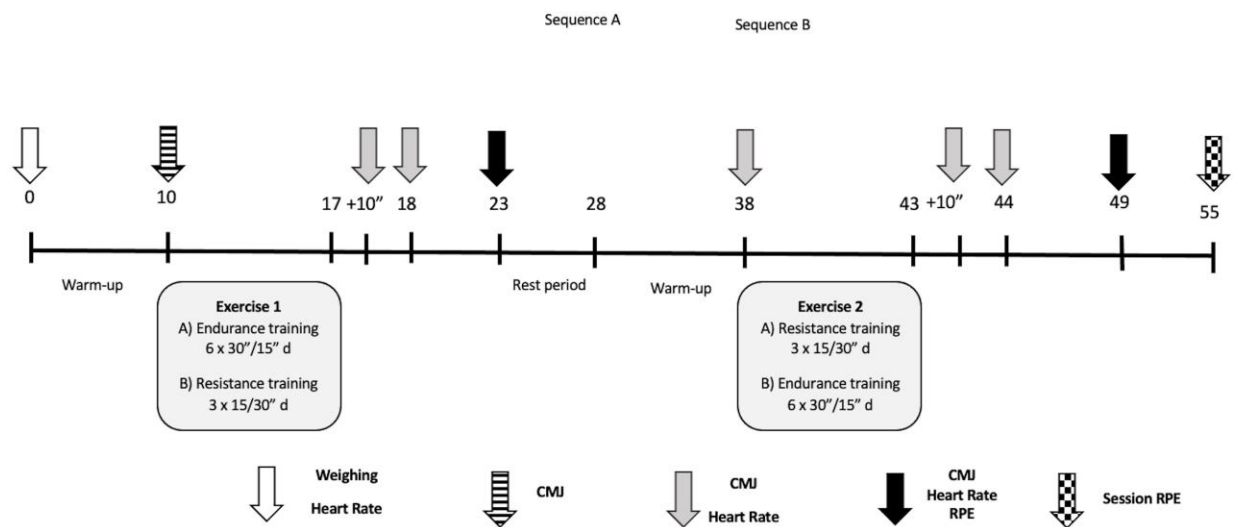 Sequence A
Sequence B
0
10
17 +10” 18
23
28
38
43 +10” 44
49
55
Warm-up
Rest period
Warm-up
Exercise 1
A) Endurance training
6 x 30”/15” d
B) Resistance training
3 x 15/30” d
Exercise 2
A) Resistance training
3 x 15/30” d
B) Endurance training
6 x 30”/15” d
Weighing
Heart Rate
CMJ
CMJ
Heart Rate
CMJ
Heart Rate
RPE
Session RPE